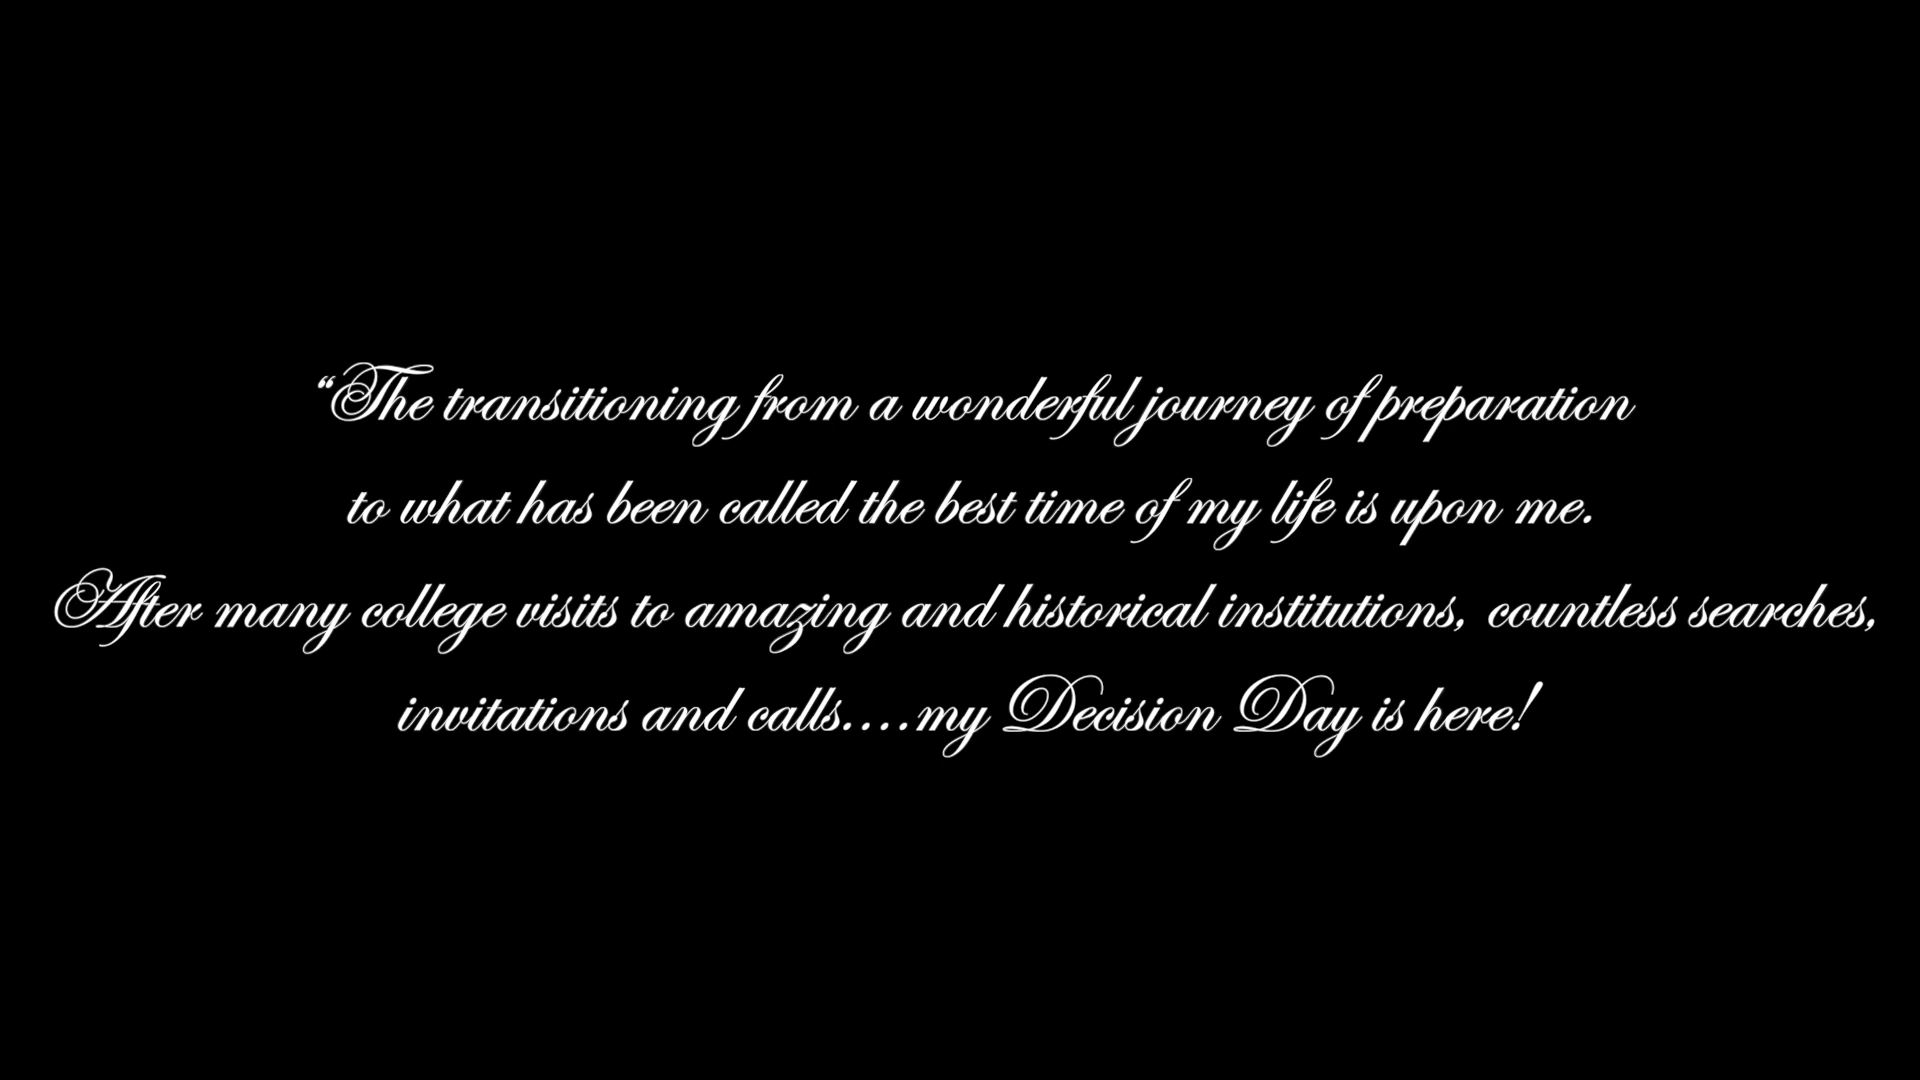 “The transitioning from a wonderful journey of preparation
to what has been called the best time of my life is upon me.
After many college visits to amazing and historical institutions, countless searches,
invitations and calls....my Decision Day is here!